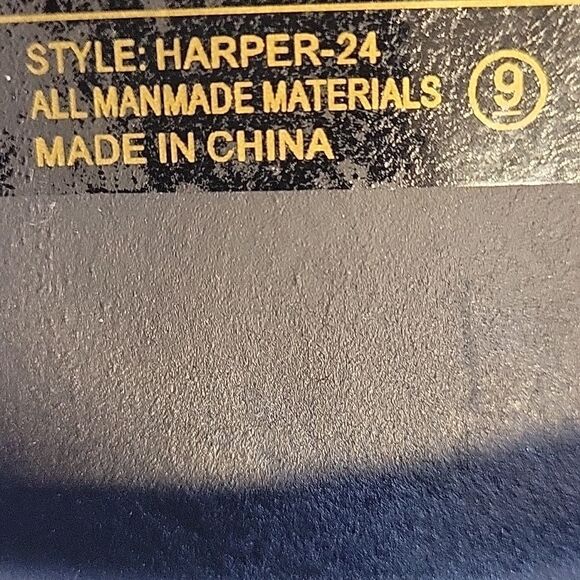 STYLE: HARPER-24
ALL MANMADE MATERIALS
9
MADE IN CHINA